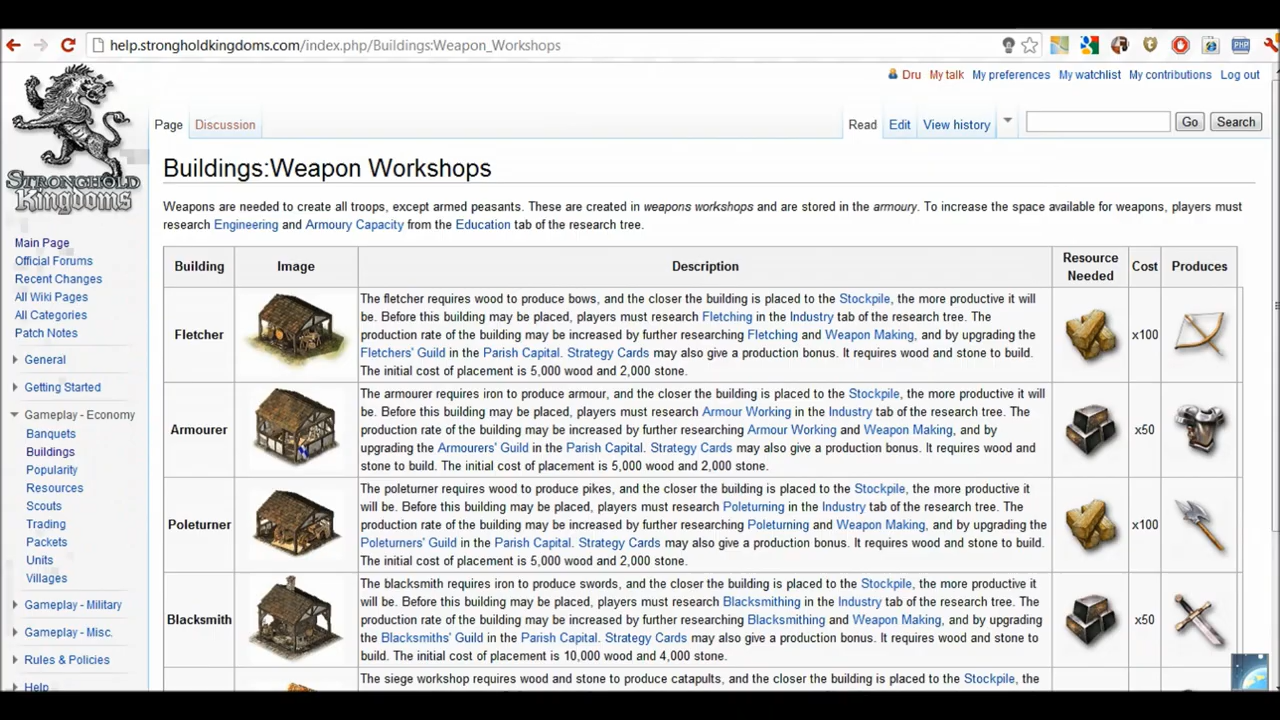 help.strongholdkingdoms.com/index.php/Buildings:Weapon_Workshops
PHP
STRONGHOLD
Kingdoms
Dru My talk My preferences My watchlist My contributions Log out
Page Discussion Read Edit View history Go Search
Buildings:Weapon Workshops
Weapons are needed to create all troops, except armed peasants. These are created in weapons workshops and are stored in the armoury. To increase the space available for weapons, players must
research Engineering and Armoury Capacity from the Education tab of the research tree.
Main Page
Official Forums
Recent Changes
All Wiki Pages
All Categories
Patch Notes
General
Getting Started
Gameplay - Economy
Banquets
Buildings
Popularity
Resources
Scouts
Trading
Packets
Units
Villages
Gameplay - Military
Gameplay - Misc.
Rules & Policies
Help
Building Image Description Resource Needed Cost Produces
Fletcher
The fletcher requires wood to produce bows, and the closer the building is placed to the Stockpile, the more productive it will
be. Before this building may be placed, players must research Fletching in the Industry tab of the research tree. The
production rate of the building may be increased by further researching Fletching and Weapon Making, and by upgrading the
Fletchers' Guild in the Parish Capital. Strategy Cards may also give a production bonus. It requires wood and stone to build.
The initial cost of placement is 5,000 wood and 2,000 stone.
x100
Armourer
The armourer requires iron to produce armour, and the closer the building is placed to the Stockpile, the more productive it will
be. Before this building may be placed, players must research Armour Working in the Industry tab of the research tree. The
production rate of the building may be increased by further researching Armour Working and Weapon Making, and by
upgrading the Armourers' Guild in the Parish Capital. Strategy Cards may also give a production bonus. It requires wood and
stone to build. The initial cost of placement is 5,000 wood and 2,000 stone.
x50
Poleturner
The poleturner requires wood to produce pikes, and the closer the building is placed to the Stockpile, the more productive it
will be. Before this building may be placed, players must research Poleturning in the Industry tab of the research tree. The
production rate of the building may be increased by further researching Poleturning and Weapon Making, and by upgrading the
Poleturners' Guild in the Parish Capital. Strategy Cards may also give a production bonus. It requires wood and stone to build.
The initial cost of placement is 5,000 wood and 2,000 stone.
x100
Blacksmith
The blacksmith requires iron to produce swords, and the closer the building is placed to the Stockpile, the more productive it
will be. Before this building may be placed, players must research Blacksmithing in the Industry tab of the research tree. The
production rate of the building may be increased by further researching Blacksmithing and Weapon Making, and by upgrading
the Blacksmiths' Guild in the Parish Capital. Strategy Cards may also give a production bonus. It requires wood and stone to
build. The initial cost of placement is 10,000 wood and 4,000 stone.
x50
The siege workshop requires wood and stone to produce catapults, and the closer the building is placed to the Stockpile, the